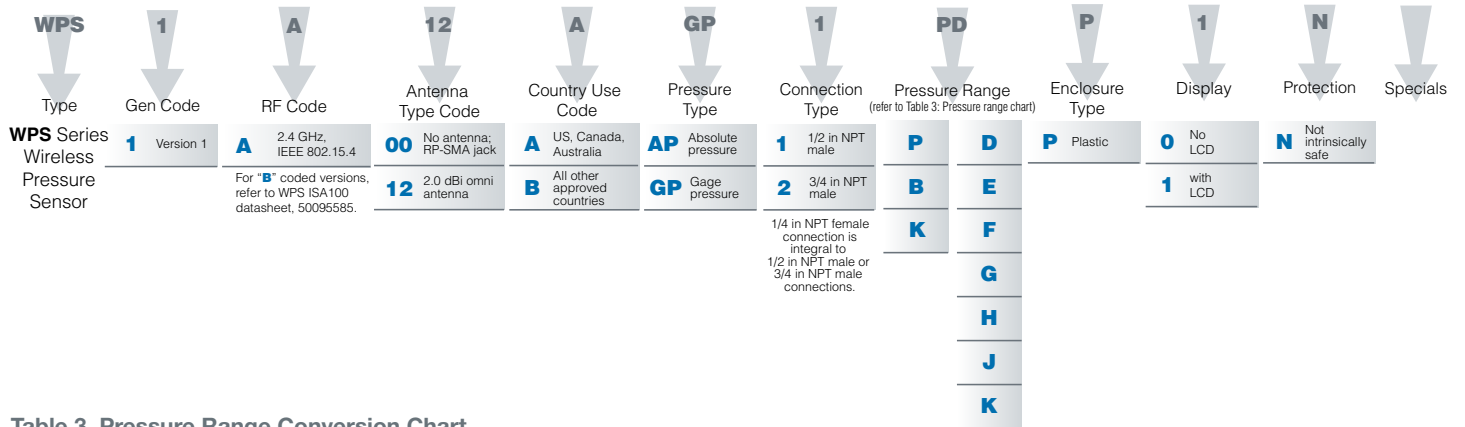 WPS 1 A 12 A GP 1 PD P 1 N
Type
Gen Code
RF Code
Antenna
Type Code
Country Use
Code
Pressure
Type
Connection
Type
Pressure Range
(refer to Table 3: Pressure range chart)
Enclosure
Type
Display
Protection
Specials
WPS Series
Wireless
Pressure
Sensor
1 Version 1
A 2.4 GHz,
IEEE 802.15.4
For “B” coded versions,
refer to WPS ISA100
datasheet, 50095585.
00 No antenna;
RP-SMA jack
12 2.0 dBi omni
antenna
A US, Canada,
Australia
B All other
approved
countries
AP Absolute
pressure
GP Gage
pressure
1 1/2 in NPT
male
2 3/4 in NPT
male
1/4 in NPT female
connection is
integral to
1/2 in NPT male or
3/4 in NPT male
connections.
P
B
K
D
E
F
G
H
J
K
P Plastic
0 No
LCD
1 with
LCD
N Not
intrinsically
safe
Table 3. Pressure Range Conversion Chart